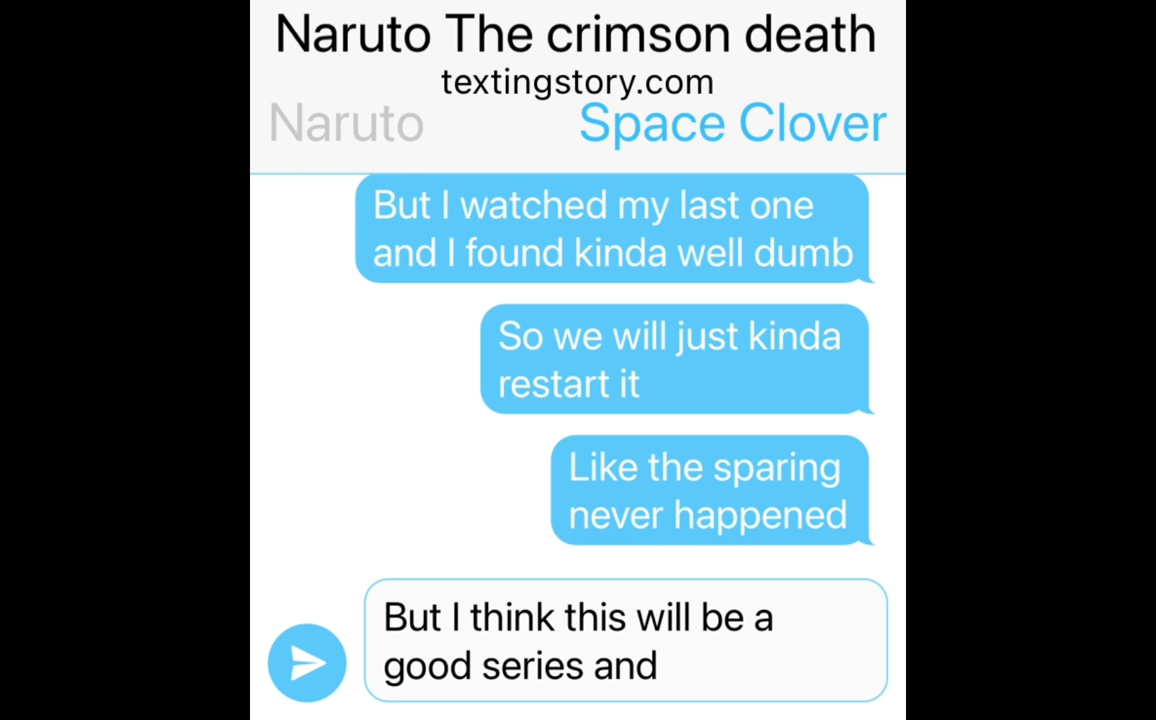 Naruto The crimson death
textingstory.com
Naruto
Space Clover
But I watched my last one
and I found kinda well dumb
So we will just kinda
restart it
Like the sparing
never happened
But I think this will be a
good series and